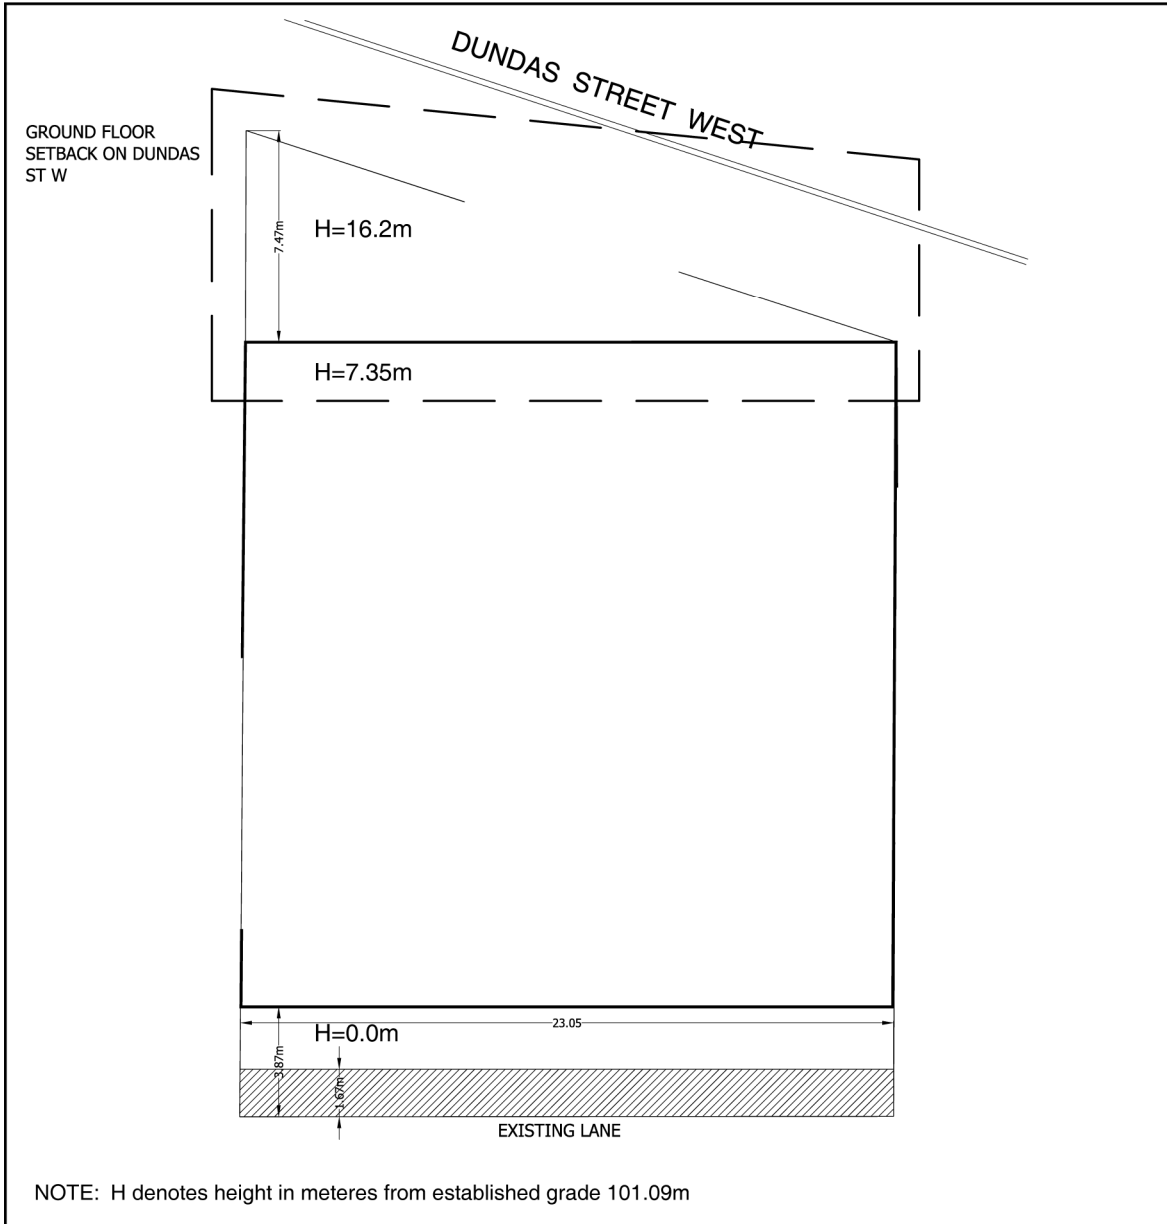 DUNDAS STREET WEST
GROUND FLOOR
SETBACK ON DUNDAS
ST W
7.47m
H=16.2m
H=7.35m
23.05
H=0.0m
3.87m
1.67m
EXISTING LANE
NOTE: H denotes height in meteres from established grade 101.09m